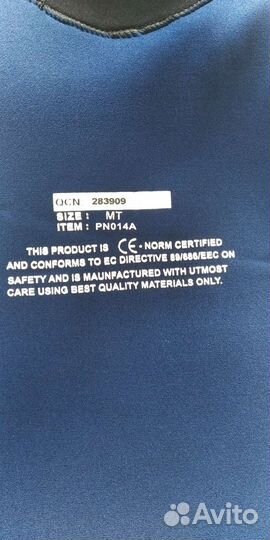 QCN 283909
SIZE : MT
ITEM : PN014A
THIS PRODUCT IS CE - NORM CERTIFIED
AND CONFORMS TO EC DIRECTIVE 89/686/EEC ON
SAFETY AND IS MAUNFACTURED WITH UTMOST
CARE USING BEST QUALITY MATERIALS ONLY.
Avito